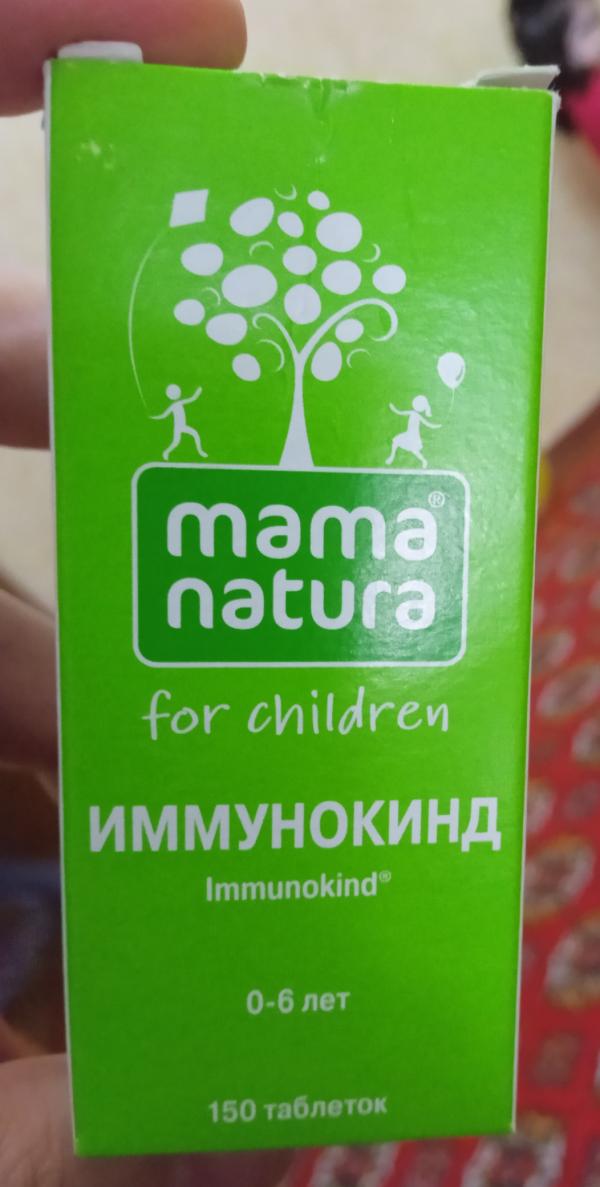 mama®
natura
for children
ИММУНОКИНД
Immunokind®
0-6 лет
150 таблеток